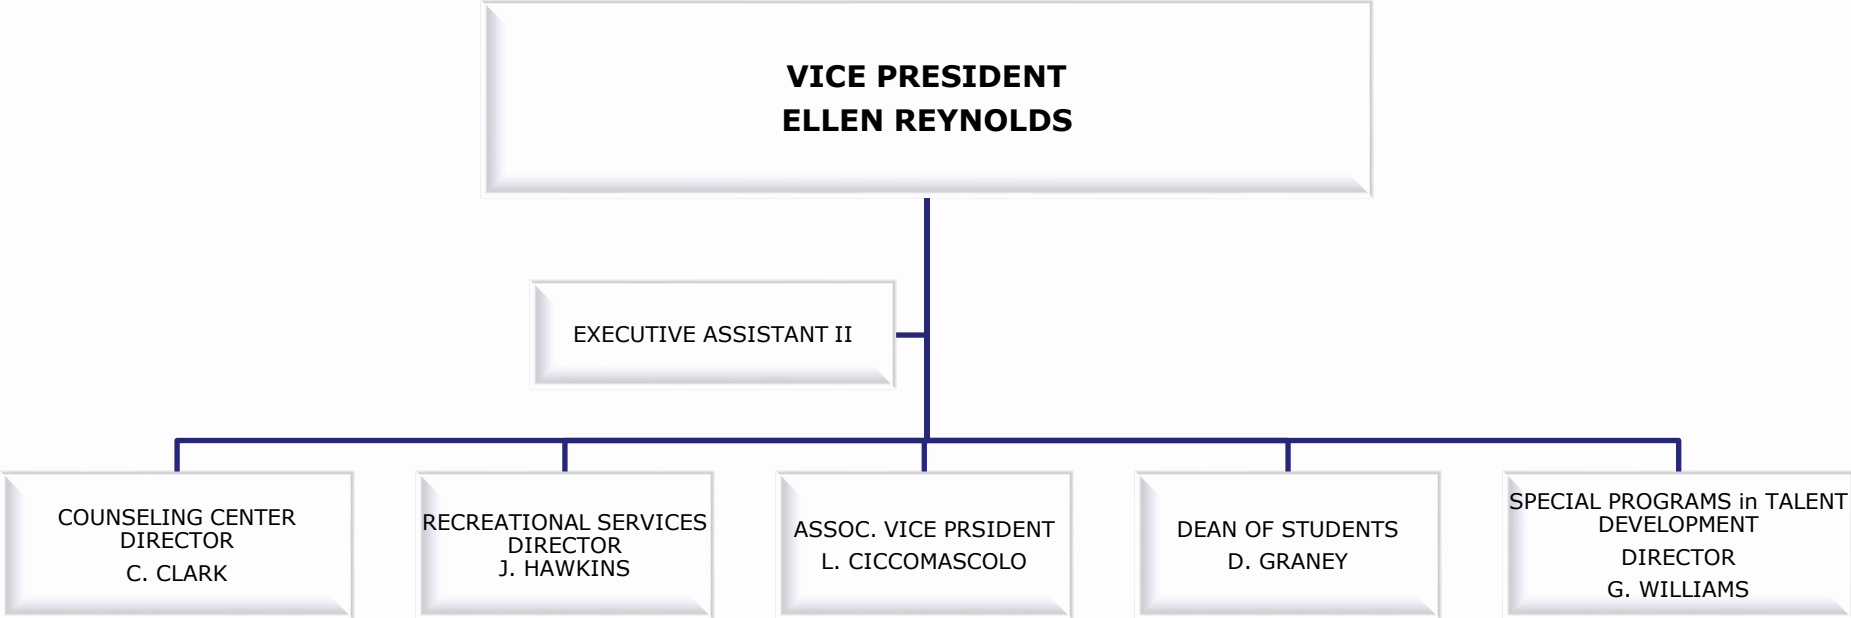 VICE PRESIDENT
ELLEN REYNOLDS
EXECUTIVE ASSISTANT II
COUNSELING CENTER
DIRECTOR
C. CLARK
RECREATIONAL SERVICES
DIRECTOR
J. HAWKINS
ASSOC. VICE PRSIDENT
L. CICCOMASCOLO
DEAN OF STUDENTS
D. GRANEY
SPECIAL PROGRAMS in TALENT
DEVELOPMENT
DIRECTOR
G. WILLIAMS